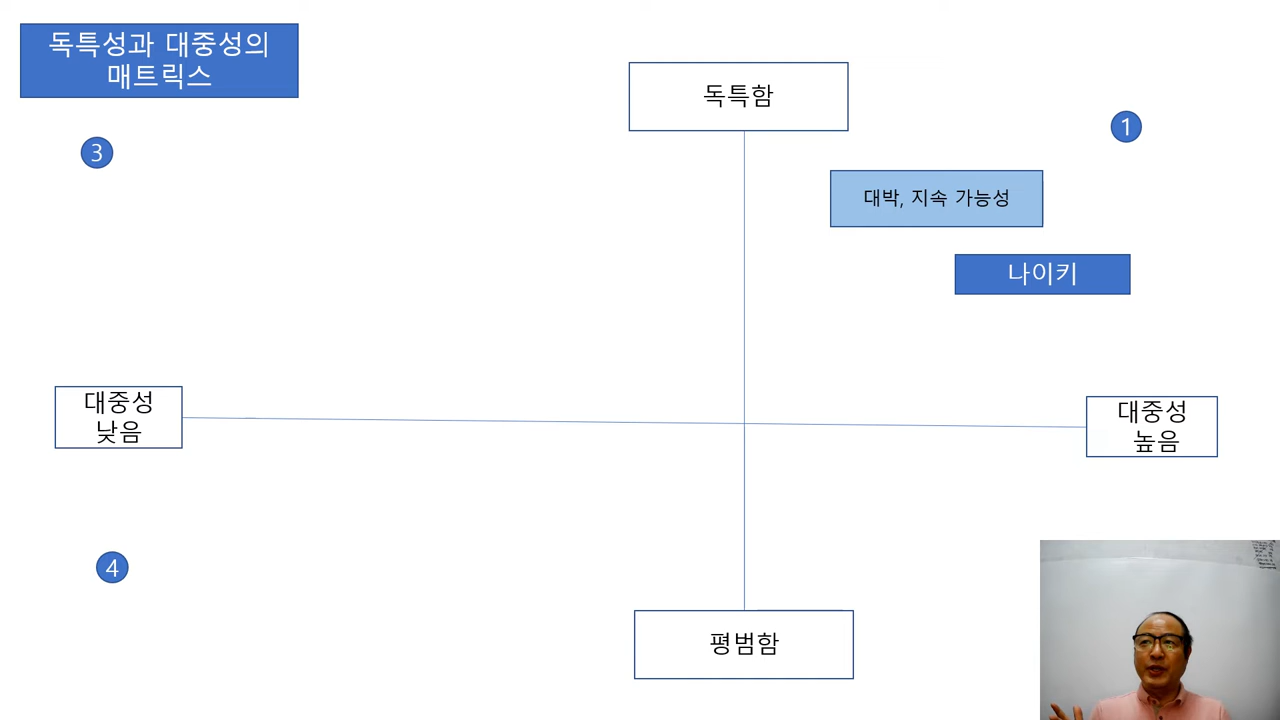 독특성과 대중성의
매트릭스
독특함
1
3
대박, 지속 가능성
나이키
대중성
낮음
대중성
높음
4
평범함